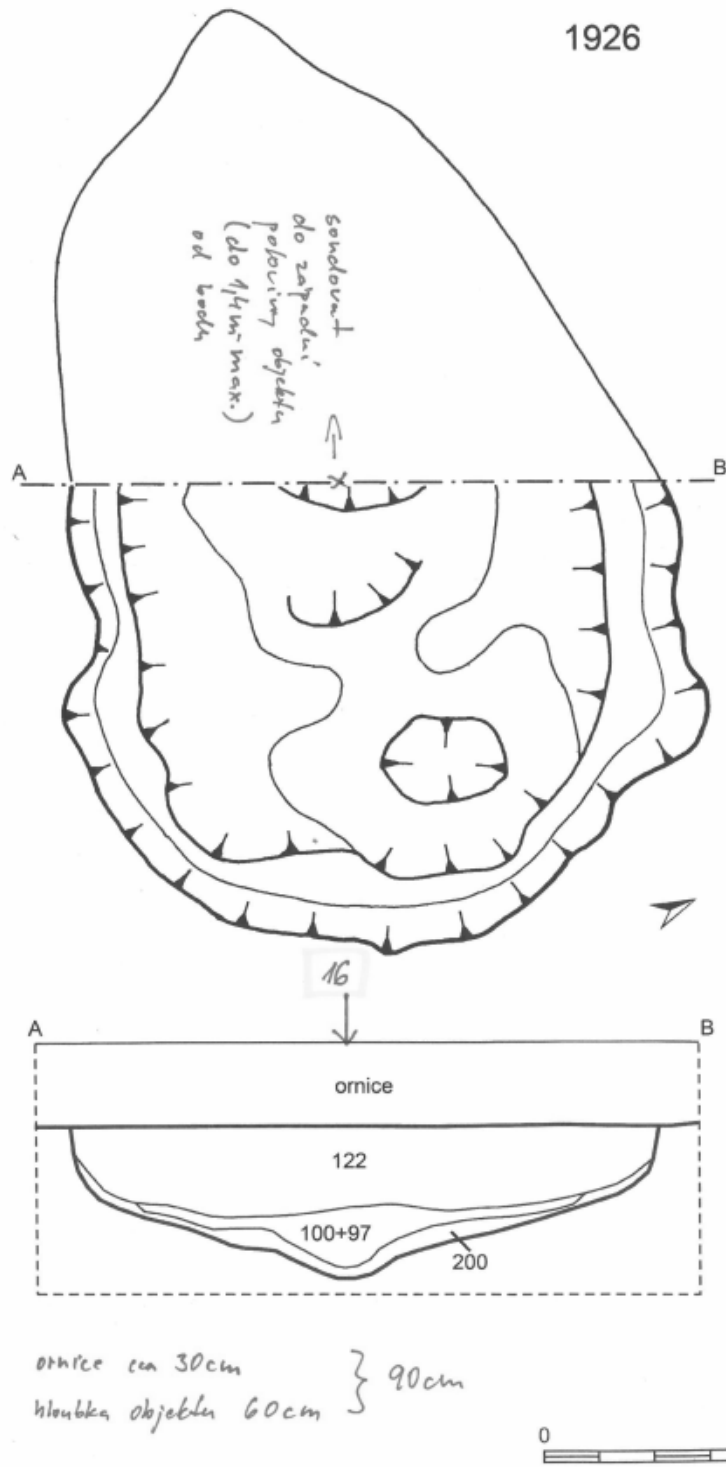 1926
sondovat
do západní
poloviny objektu
(do 1,4m max.)
od bodu
A
B
x
16
A
B
ornice
122
100+97
200
ornice cca 30cm
hloubka objektu 60cm
} 90cm
0